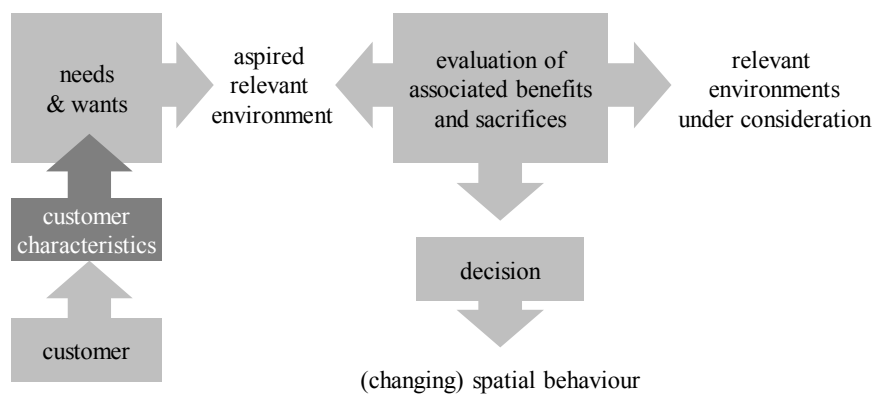 needs
& wants
aspired
relevant
environment
evaluation of
associated benefits
and sacrifices
relevant
environments
under consideration
customer
characteristics
decision
customer
(changing) spatial behaviour